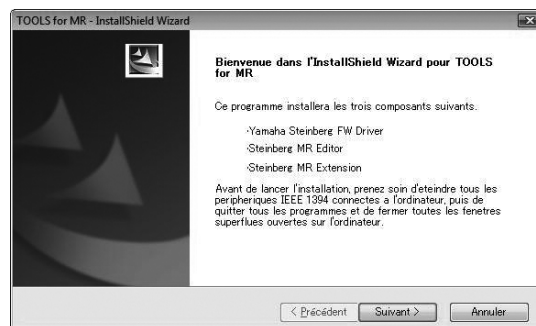 TOOLS for MR - InstallShield Wizard
Bienvenue dans l'InstallShield Wizard pour TOOLS
for MR
Ce programme installera les trois composants suivants.
·Yamaha Steinberg FW Driver
·Steinberg MR Editor
·Steinberg MR Extension
Avant de lancer l'installation, prenez soin d'eteindre tous les
peripheriques IEEE 1394 connectes a l'ordinateur, puis de
quitter tous les programmes et de fermer toutes les fenetres
superflues ouvertes sur l'ordinateur.
< Précédent Suivant > Annuler